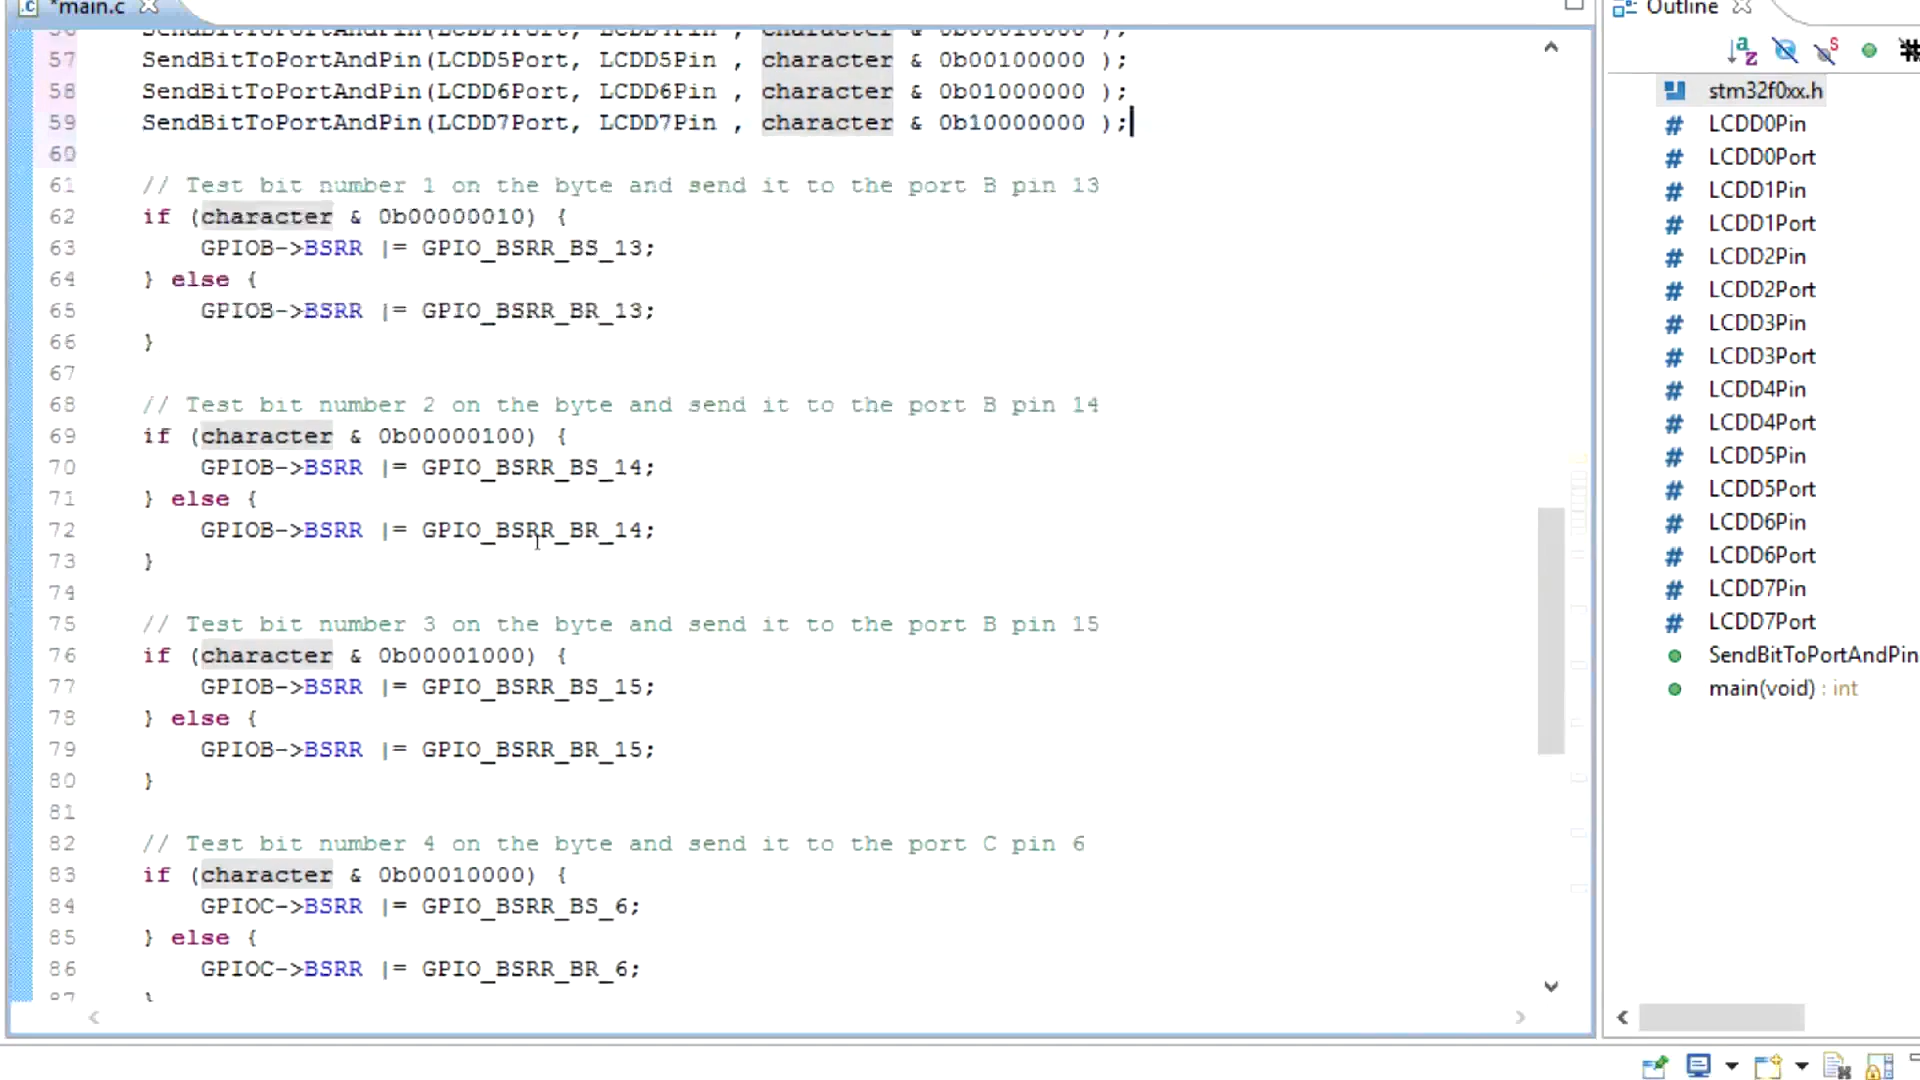 *main.c
56 SendBitToPortAndPin(LCDD4Port, LCDD4Pin , character & 0b00010000 );
57 SendBitToPortAndPin(LCDD5Port, LCDD5Pin , character & 0b00100000 );
58 SendBitToPortAndPin(LCDD6Port, LCDD6Pin , character & 0b01000000 );
59 SendBitToPortAndPin(LCDD7Port, LCDD7Pin , character & 0b10000000 );
60
61 // Test bit number 1 on the byte and send it to the port B pin 13
62 if (character & 0b00000010) {
63 GPIOB->BSRR |= GPIO_BSRR_BS_13;
64 } else {
65 GPIOB->BSRR |= GPIO_BSRR_BR_13;
66 }
67
68 // Test bit number 2 on the byte and send it to the port B pin 14
69 if (character & 0b00000100) {
70 GPIOB->BSRR |= GPIO_BSRR_BS_14;
71 } else {
72 GPIOB->BSRR |= GPIO_BSRR_BR_14;
73 }
74
75 // Test bit number 3 on the byte and send it to the port B pin 15
76 if (character & 0b00001000) {
77 GPIOB->BSRR |= GPIO_BSRR_BS_15;
78 } else {
79 GPIOB->BSRR |= GPIO_BSRR_BR_15;
80 }
81
82 // Test bit number 4 on the byte and send it to the port C pin 6
83 if (character & 0b00010000) {
84 GPIOC->BSRR |= GPIO_BSRR_BS_6;
85 } else {
86 GPIOC->BSRR |= GPIO_BSRR_BR_6;
87 }
Outline
stm32f0xx.h
LCDD0Pin
LCDD0Port
LCDD1Pin
LCDD1Port
LCDD2Pin
LCDD2Port
LCDD3Pin
LCDD3Port
LCDD4Pin
LCDD4Port
LCDD5Pin
LCDD5Port
LCDD6Pin
LCDD6Port
LCDD7Pin
LCDD7Port
SendBitToPortAndPin
main(void) : int